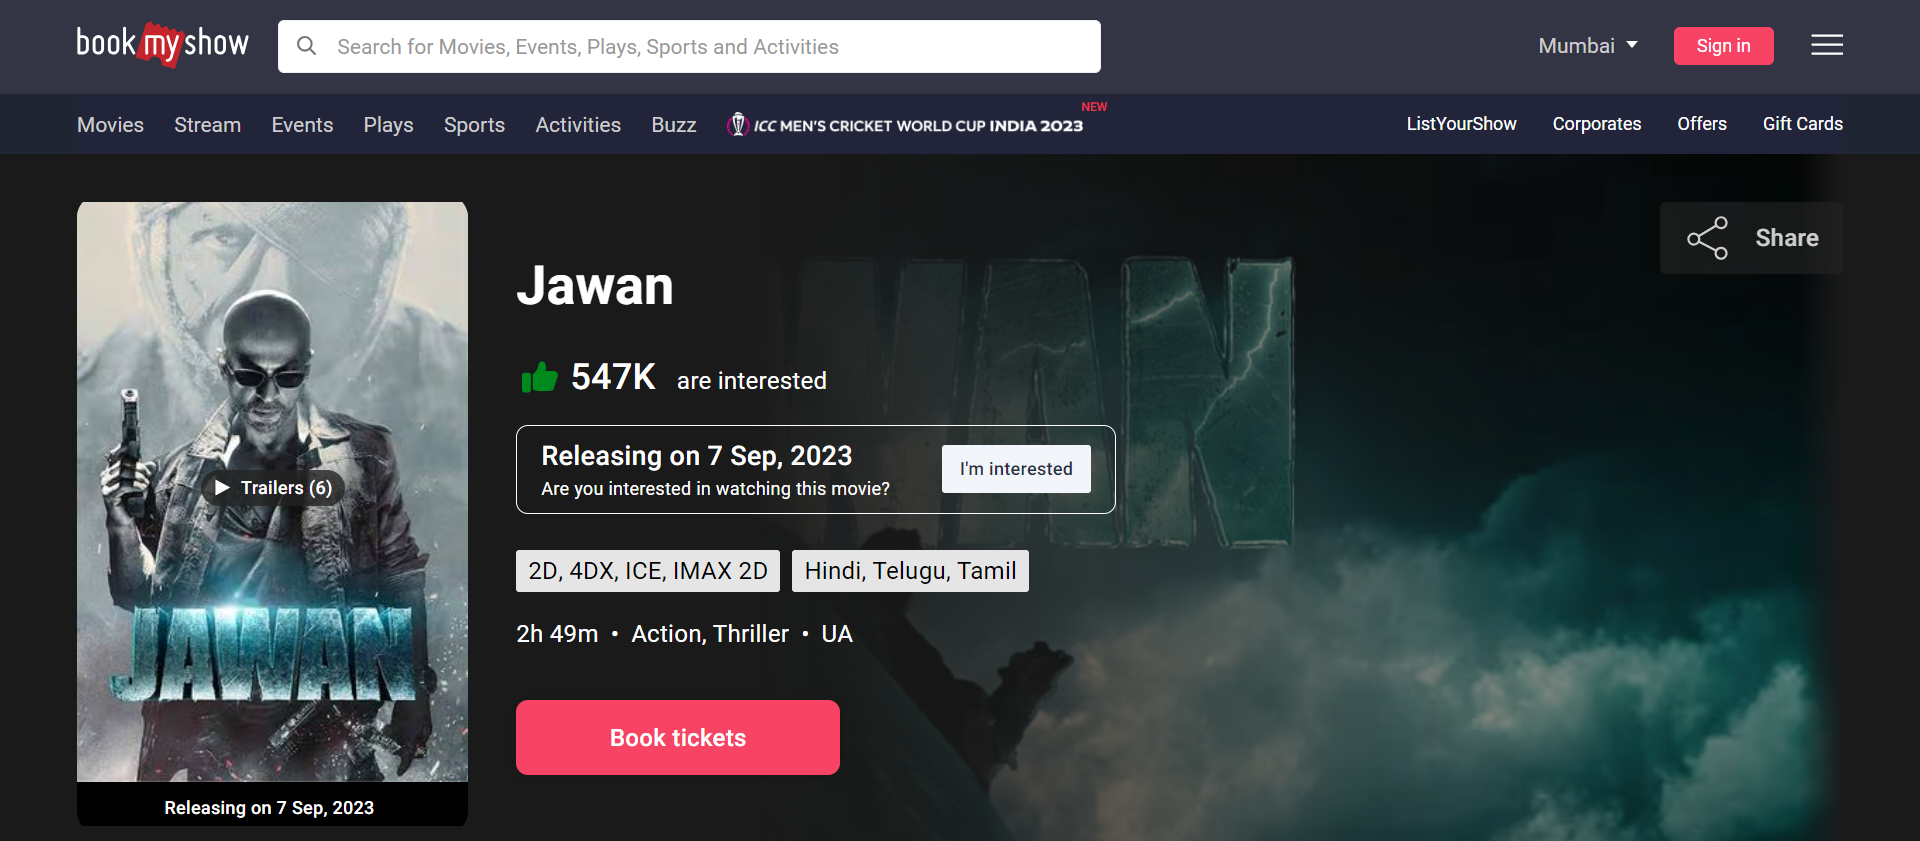 bookmyshow
Search for Movies, Events, Plays, Sports and Activities
Mumbai
Sign in
Movies
Stream
Events
Plays
Sports
Activities
Buzz
ICC MEN'S CRICKET WORLD CUP INDIA 2023
NEW
ListYourShow
Corporates
Offers
Gift Cards
Share
Trailers (6)
JAWAN
Releasing on 7 Sep, 2023
Jawan
547K are interested
Releasing on 7 Sep, 2023
Are you interested in watching this movie?
I'm interested
2D, 4DX, ICE, IMAX 2D
Hindi, Telugu, Tamil
2h 49m • Action, Thriller • UA
Book tickets
WAN